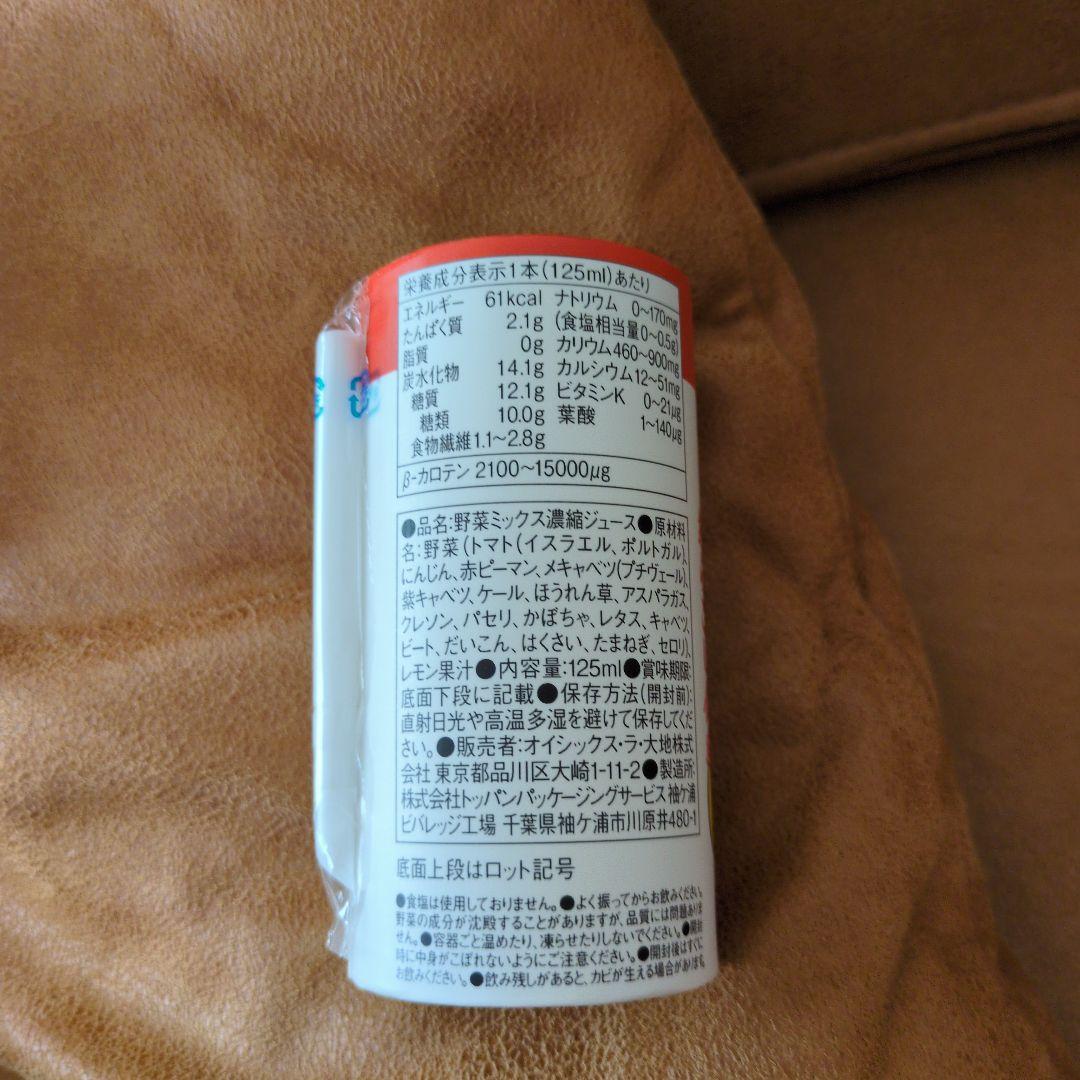 栄養成分表示1本(125ml)あたり
エネルギー 61kcal
たんぱく質 2.1g
脂質 0g
炭水化物 14.1g
糖質 12.1g
糖類 10.0g
食物繊維1.1~2.8g
ナトリウム 0~170mg
(食塩相当量0~0.5g)
カリウム460~900mg
カルシウム12~51mg
ビタミンK 0~21μg
葉酸 1~140μg
β-カロテン 2100~15000μg
●品名:野菜ミックス濃縮ジュース●原材料
名:野菜(トマト(イスラエル、ポルトガル)、
にんじん、赤ピーマン、メキャベツ(プチヴェール)、
紫キャベツ、ケール、ほうれん草、アスパラガス、
クレソン、パセリ、かぼちゃ、レタス、キャベツ、
ビート、だいこん、はくさい、たまねぎ、セロリ)、
レモン果汁●内容量:125ml●賞味期限:
底面下段に記載●保存方法(開封前):
直射日光や高温多湿を避けて保存してくだ
さい。●販売者:オイシックス・ラ・大地株式
会社 東京都品川区大崎1-11-2●製造所:
株式会社トッパンパッケージングサービス 袖ケ浦
ビバレッジ工場 千葉県袖ケ浦市川原井480-1
底面上段はロット記号
●食塩は使用しておりません。●よく振ってからお飲みください。
野菜の成分が沈殿することがありますが、品質には問題ありま
せん。●容器ごと温めたり、凍らせたりしないでください。●開封
時に中身がこぼれないようにご注意ください。●開封後はすぐに
お飲みください。●飲み残しがあると、カビが生える場合があります。